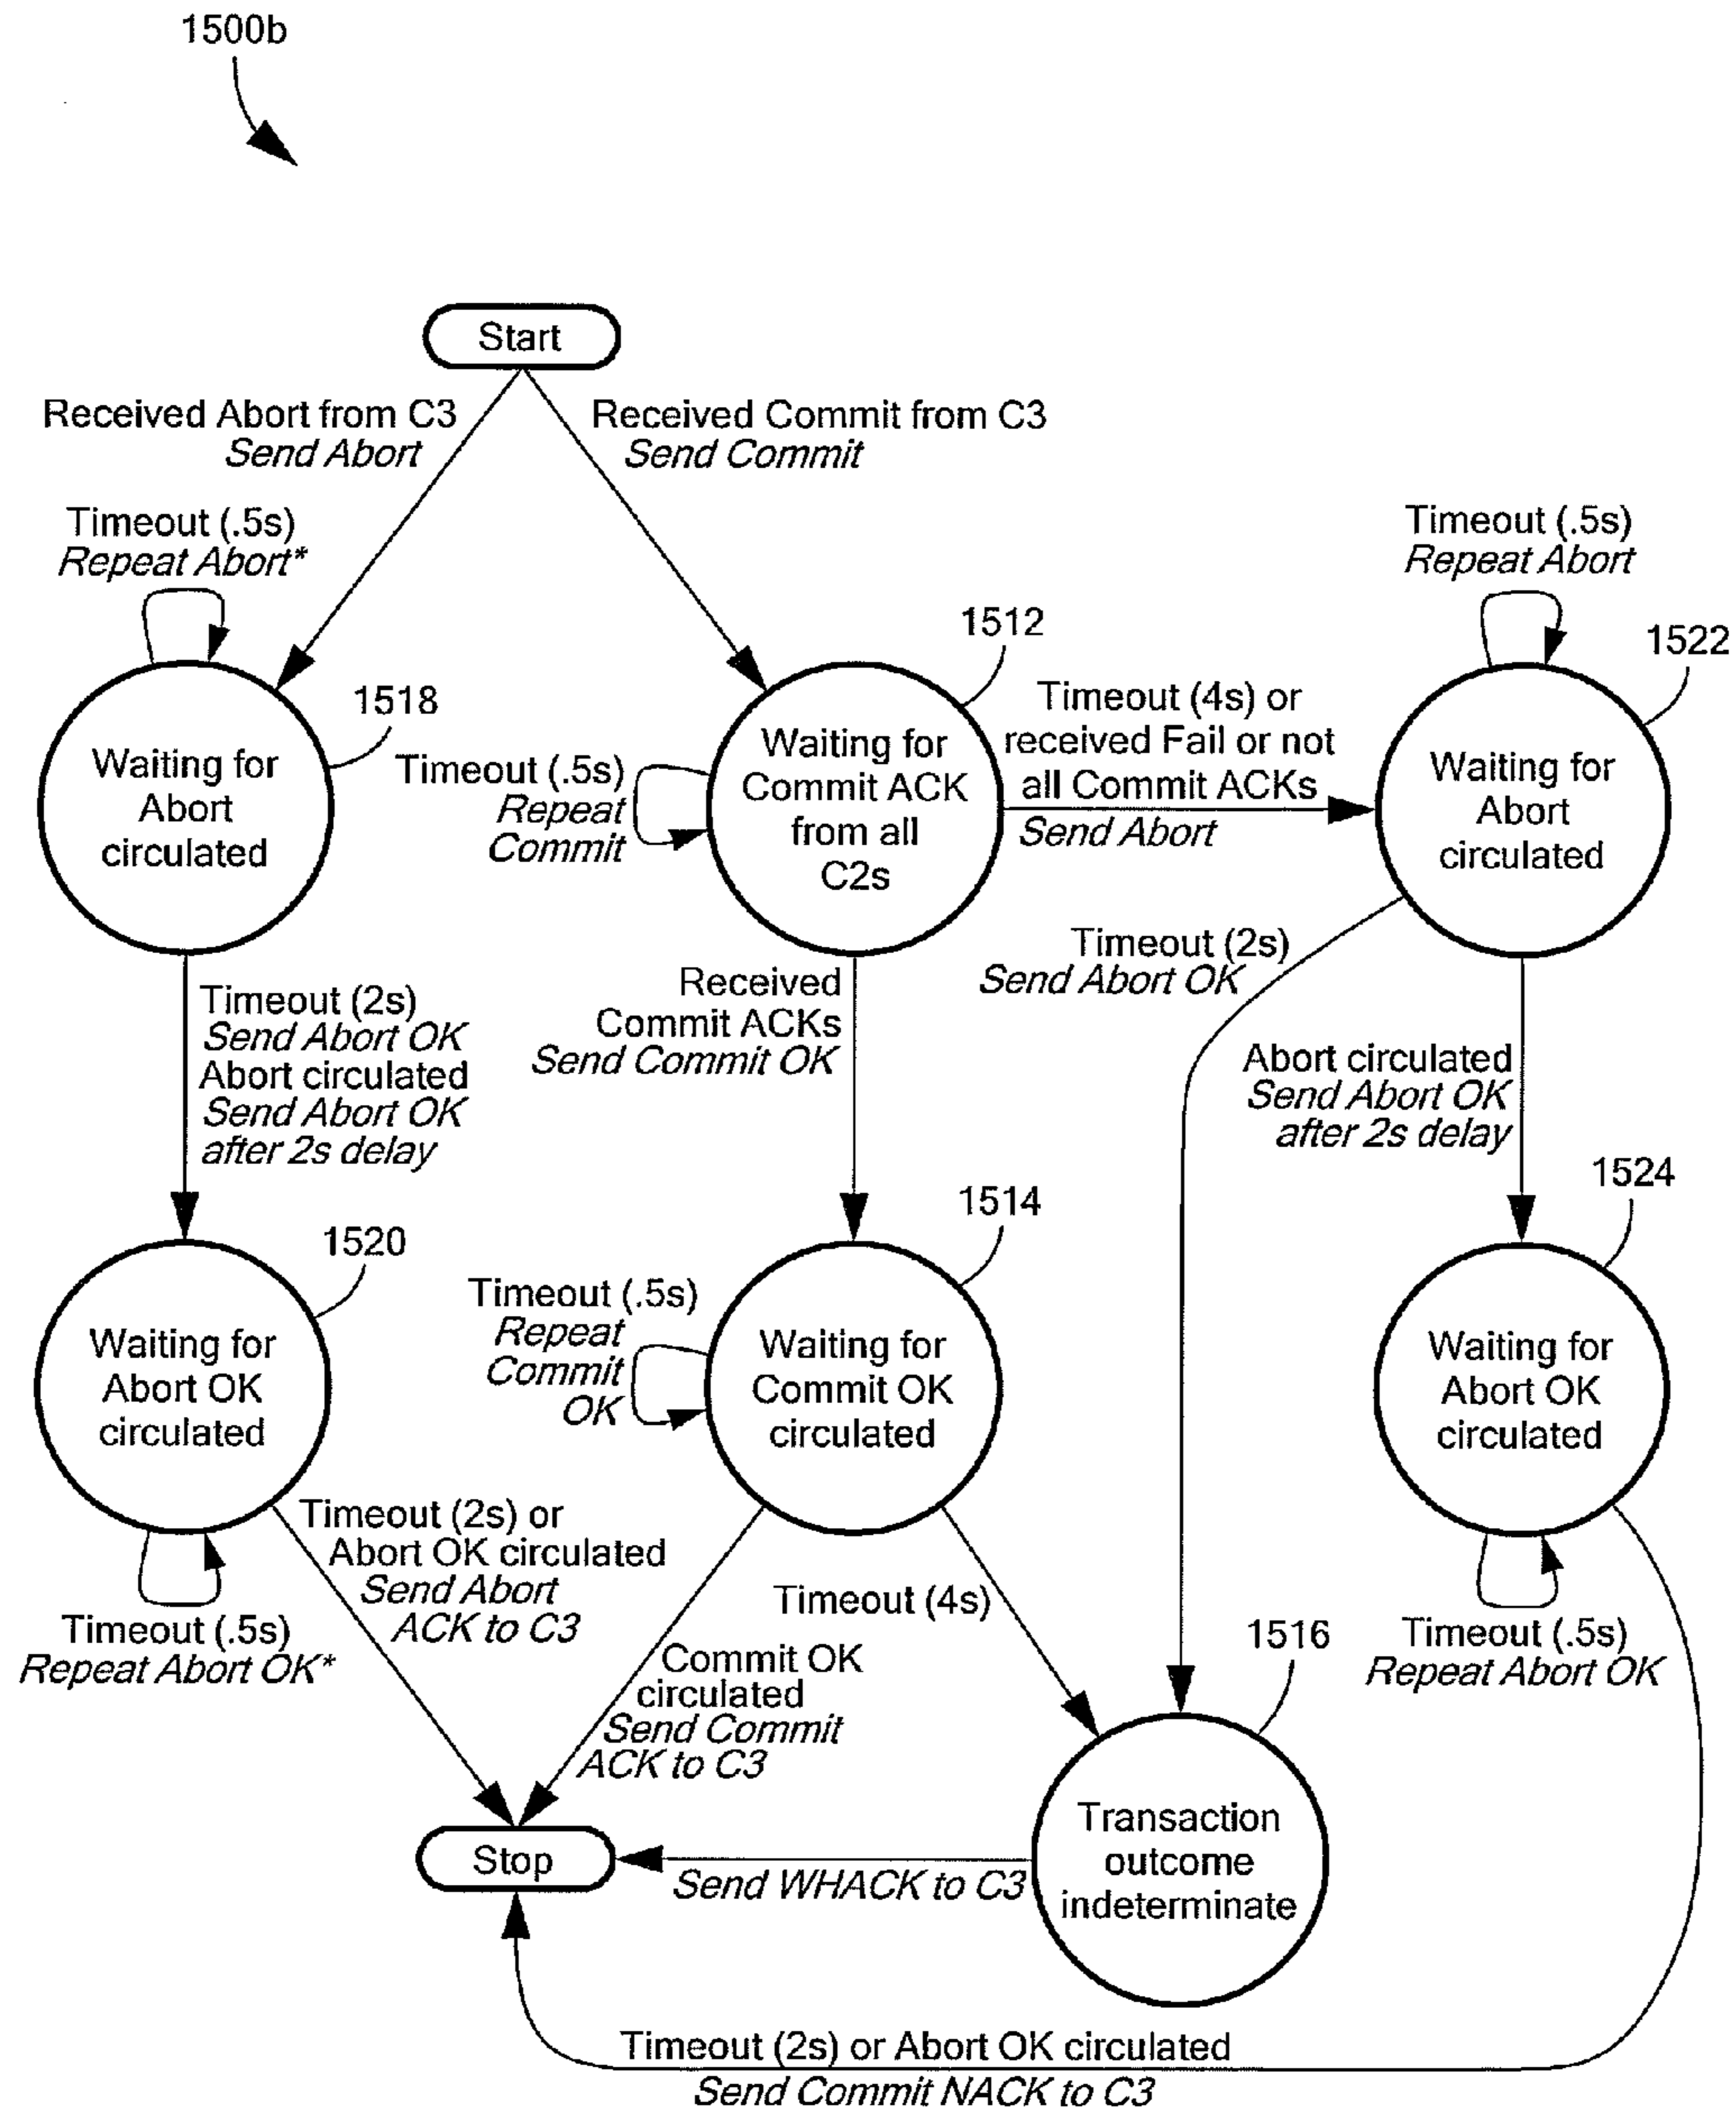 1500b
Start
Received Abort from C3
Send Abort
Received Commit from C3
Send Commit
Timeout (.5s)
Repeat Abort*
Timeout (.5s)
Repeat Abort
1512
1522
1518
Waiting for
Abort
circulated
Timeout (.5s)
Repeat
Commit
Waiting for
Commit ACK
from all
C2s
Timeout (4s) or
received Fail or not
all Commit ACKs
Send Abort
Waiting for
Abort
circulated
Timeout (2s)
Send Abort OK
Abort circulated
Send Abort OK
after 2s delay
Received
Commit ACKs
Send Commit OK
Timeout (2s)
Send Abort OK
Abort circulated
Send Abort OK
after 2s delay
1520
1514
1524
Waiting for
Abort OK
circulated
Timeout (.5s)
Repeat
Commit
OK
Waiting for
Commit OK
circulated
Waiting for
Abort OK
circulated
Timeout (2s) or
Abort OK circulated
Send Abort
ACK to C3
Timeout (.5s)
Repeat Abort OK*
Timeout (4s)
Commit OK
circulated
Send Commit
ACK to C3
1516
Timeout (.5s)
Repeat Abort OK
Stop
Send WHACK to C3
Transaction
outcome
indeterminate
Timeout (2s) or Abort OK circulated
Send Commit NACK to C3